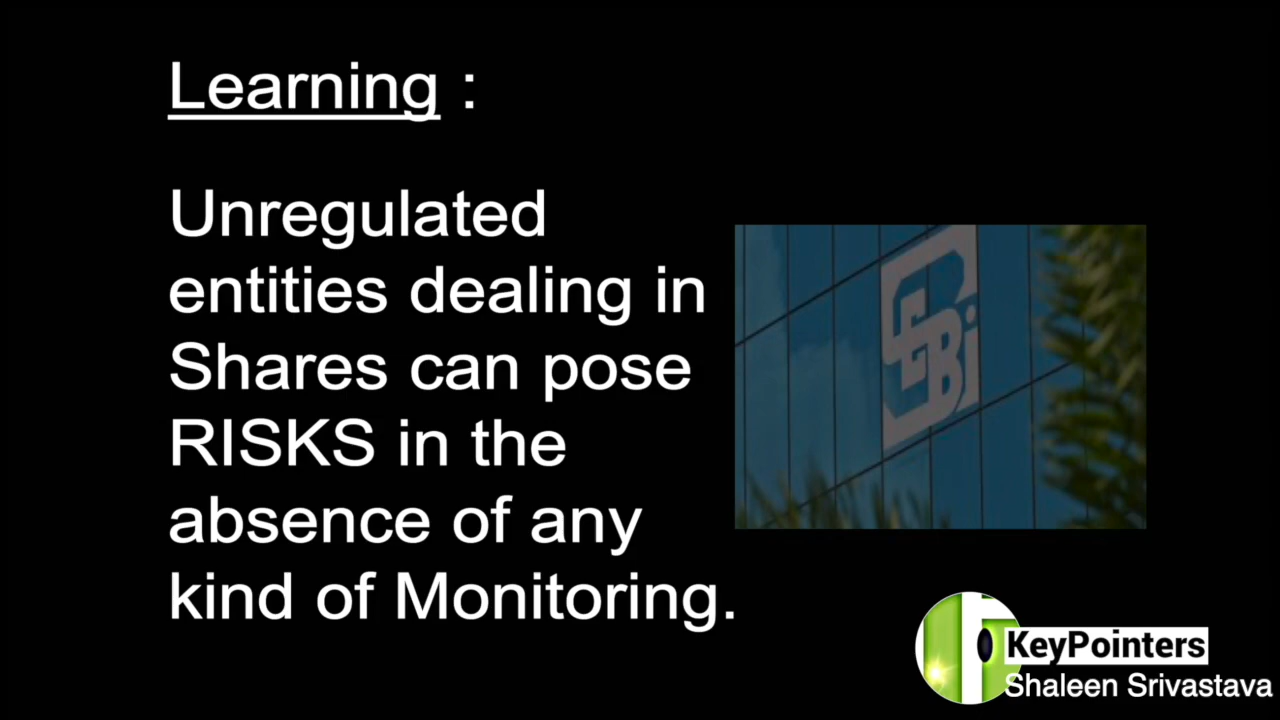 Learning :
Unregulated
entities dealing in
Shares can pose
RISKS in the
absence of any
kind of Monitoring.
SEBi
KeyPointers
Shaleen Srivastava